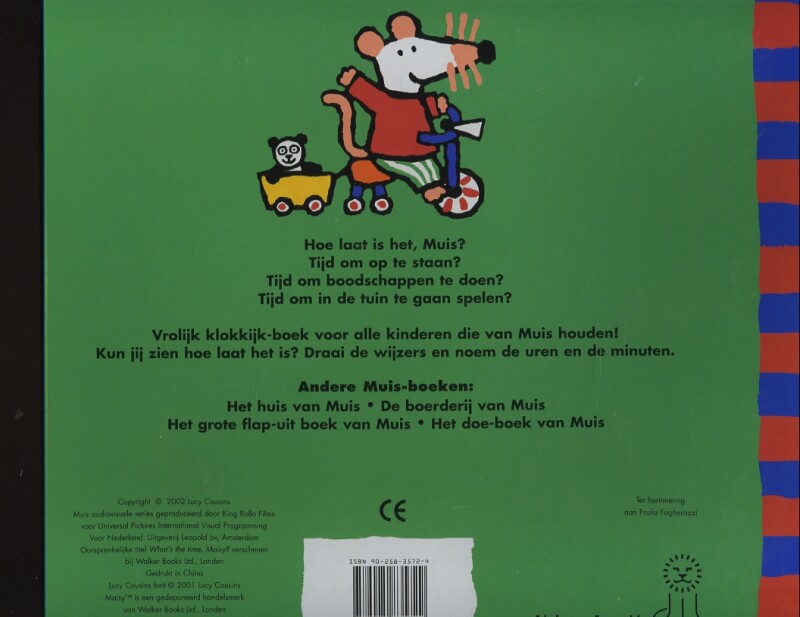 Hoe laat is het, Muis?
Tijd om op te staan?
Tijd om boodschappen te doen?
Tijd om in de tuin te gaan spelen?
Vrolijk klokkijk-boek voor alle kinderen die van Muis houden!
Kun jij zien hoe laat het is? Draai de wijzers en noem de uren en de minuten.
Andere Muis-boeken:
Het huis van Muis • De boerderij van Muis
Het grote flap-uit boek van Muis • Het doe-boek van Muis
Copyright © 2002 Lucy Cousins
Muis audiovisuele series geproduceerd door King Rollo Films
voor Universal Pictures International Visual Programming
Voor Nederland: Uitgeverij Leopold bv, Amsterdam
Oorspronkelijke titel What's the time, Maisy? verschenen
bij Walker Books Ltd., Londen
Gedrukt in China
Lucy Cousins font © 2001 Lucy Cousins
Maisy™ is een gedeponeerd handelsmerk
van Walker Books Ltd., Londen
CE
ISBN 90-258-3572-4
Ter herinnering
aan Paola Fagherazzi